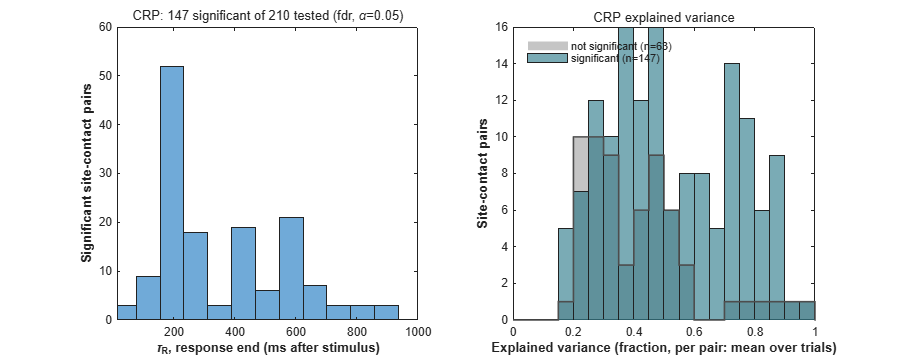 CRP: 147 significant of 210 tested (fdr, α=0.05)
60
50
40
30
20
10
0
Significant site-contact pairs
200 400 600 800 1000
τR, response end (ms after stimulus)
CRP explained variance
16
14
12
10
8
6
4
2
0
Site-contact pairs
not significant (n=63)
significant (n=147)
0 0.2 0.4 0.6 0.8 1
Explained variance (fraction, per pair: mean over trials)